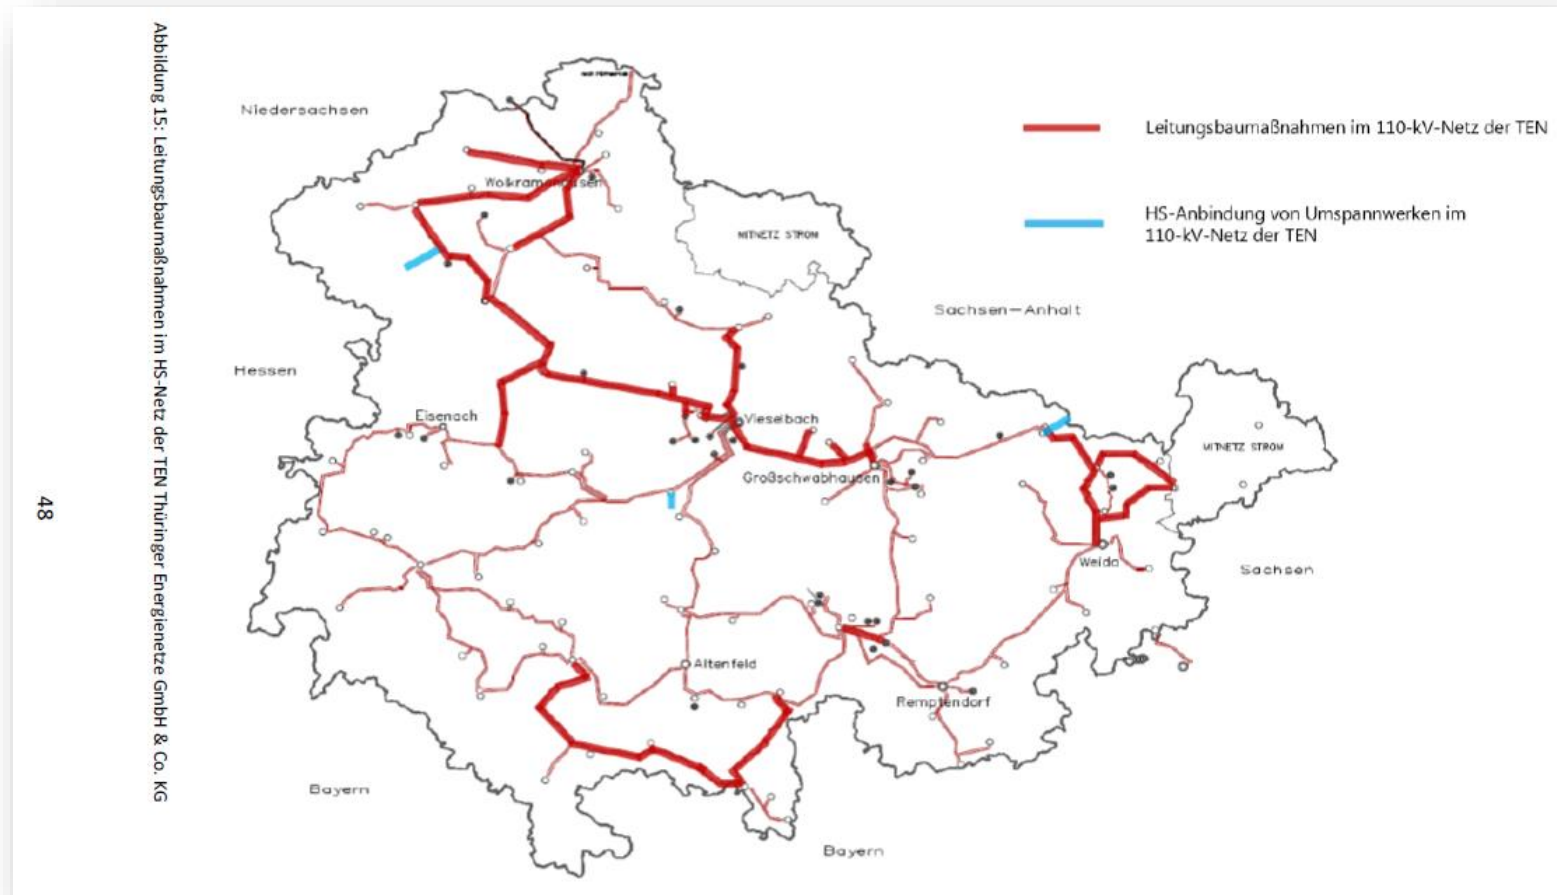 Abbildung 15: Leitungsbaumaßnahmen im HS-Netz der TEN Thüringer Energienetze GmbH & Co. KG
48
Niedersachsen
Leitungsbaumaßnahmen im 110-kV-Netz der TEN
Wolkramshausen
HS-Anbindung von Umspannwerken im
110-kV-Netz der TEN
MITNETZ STROM
Sachsen-Anhalt
Hessen
Eisenach
Vieselbach
MITNETZ STROM
Großschwabhausen
Weida
Sachsen
Altenfeld
Remptendorf
Bayern
Bayern